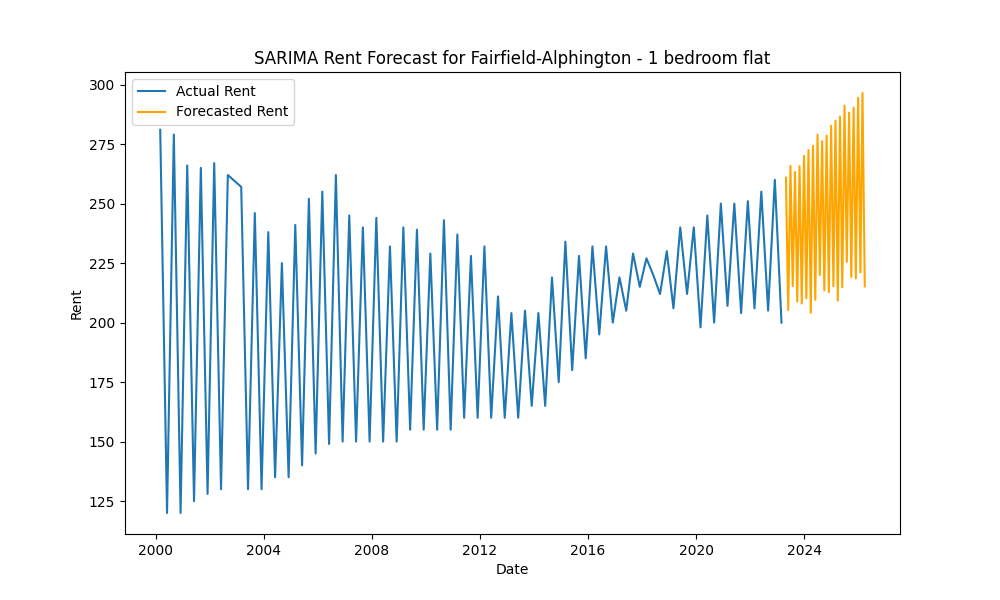 SARIMA Rent Forecast for Fairfield-Alphington - 1 bedroom flat
Actual Rent
Forecasted Rent
300
275
250
225
200
175
150
125
Rent
2000 2004 2008 2012 2016 2020 2024
Date